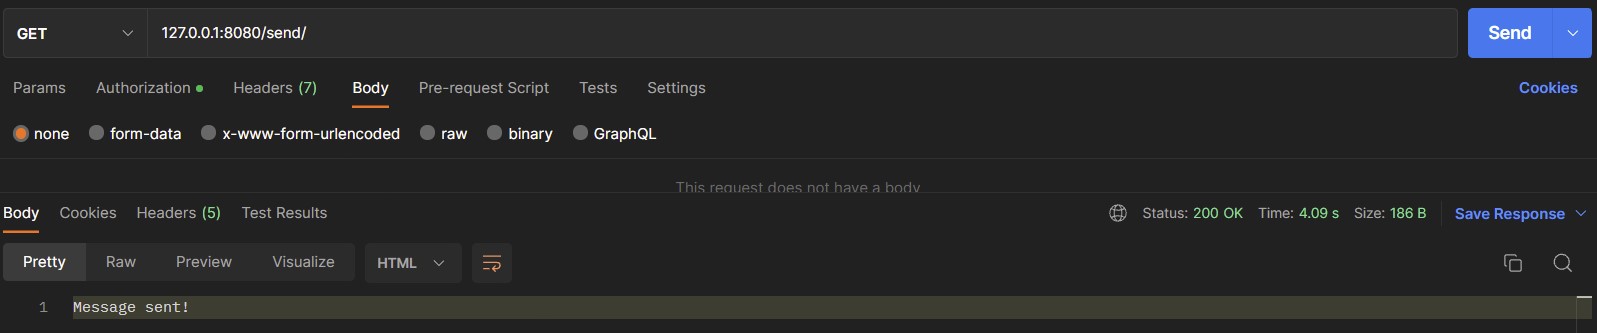 GET 127.0.0.1:8080/send/ Send
Params Authorization Headers (7) Body Pre-request Script Tests Settings Cookies
none form-data x-www-form-urlencoded raw binary GraphQL
This request does not have a body
Body Cookies Headers (5) Test Results Status: 200 OK Time: 4.09 s Size: 186 B Save Response
Pretty Raw Preview Visualize HTML
1 Message sent!